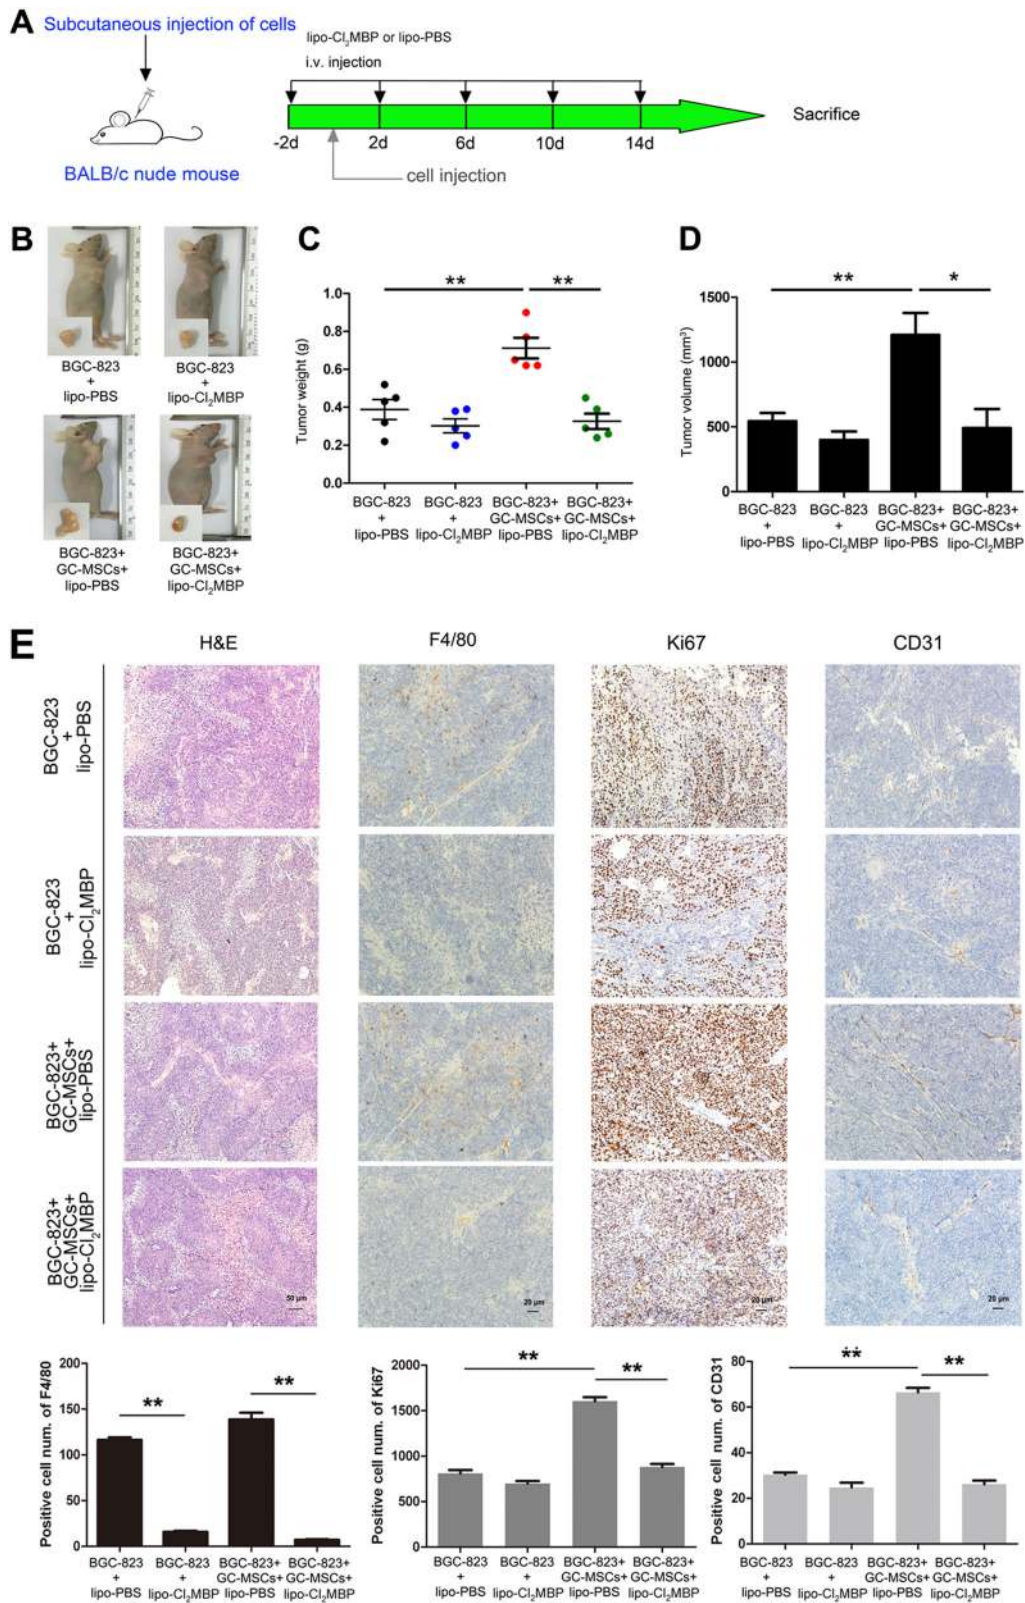 A
Subcutaneous injection of cells
BALB/c nude mouse
lipo-Cl₂MBP or lipo-PBS
i.v. injection
-2d 2d 6d 10d 14d
cell injection
Sacrifice
B
BGC-823
+
lipo-PBS
BGC-823
+
lipo-Cl₂MBP
BGC-823+
GC-MSCs+
lipo-PBS
BGC-823+
GC-MSCs+
lipo-Cl₂MBP
C
** **
Tumor weight (g)
1.0
0.8
0.6
0.4
0.2
0.0
BGC-823
+
lipo-PBS
BGC-823
+
lipo-Cl₂MBP
BGC-823+
GC-MSCs+
lipo-PBS
BGC-823+
GC-MSCs+
lipo-Cl₂MBP
D
** *
Tumor volume (mm³)
1500
1000
500
0
BGC-823
+
lipo-PBS
BGC-823
+
lipo-Cl₂MBP
BGC-823+
GC-MSCs+
lipo-PBS
BGC-823+
GC-MSCs+
lipo-Cl₂MBP
E
H&E F4/80 Ki67 CD31
BGC-823
+
lipo-PBS
BGC-823
+
lipo-Cl₂MBP
BGC-823+
GC-MSCs+
lipo-PBS
BGC-823+
GC-MSCs+
lipo-Cl₂MBP
50 μm 20 μm 20 μm 20 μm
Positive cell num. of F4/80
200
150
100
50
0
** **
BGC-823
+
lipo-PBS
BGC-823
+
lipo-Cl₂MBP
BGC-823+
GC-MSCs+
lipo-PBS
BGC-823+
GC-MSCs+
lipo-Cl₂MBP
Positive cell num. of Ki67
2000
1500
1000
500
0
** **
BGC-823
+
lipo-PBS
BGC-823
+
lipo-Cl₂MBP
BGC-823+
GC-MSCs+
lipo-PBS
BGC-823+
GC-MSCs+
lipo-Cl₂MBP
Positive cell num. of CD31
80
60
40
20
0
** **
BGC-823
+
lipo-PBS
BGC-823
+
lipo-Cl₂MBP
BGC-823+
GC-MSCs+
lipo-PBS
BGC-823+
GC-MSCs+
lipo-Cl₂MBP